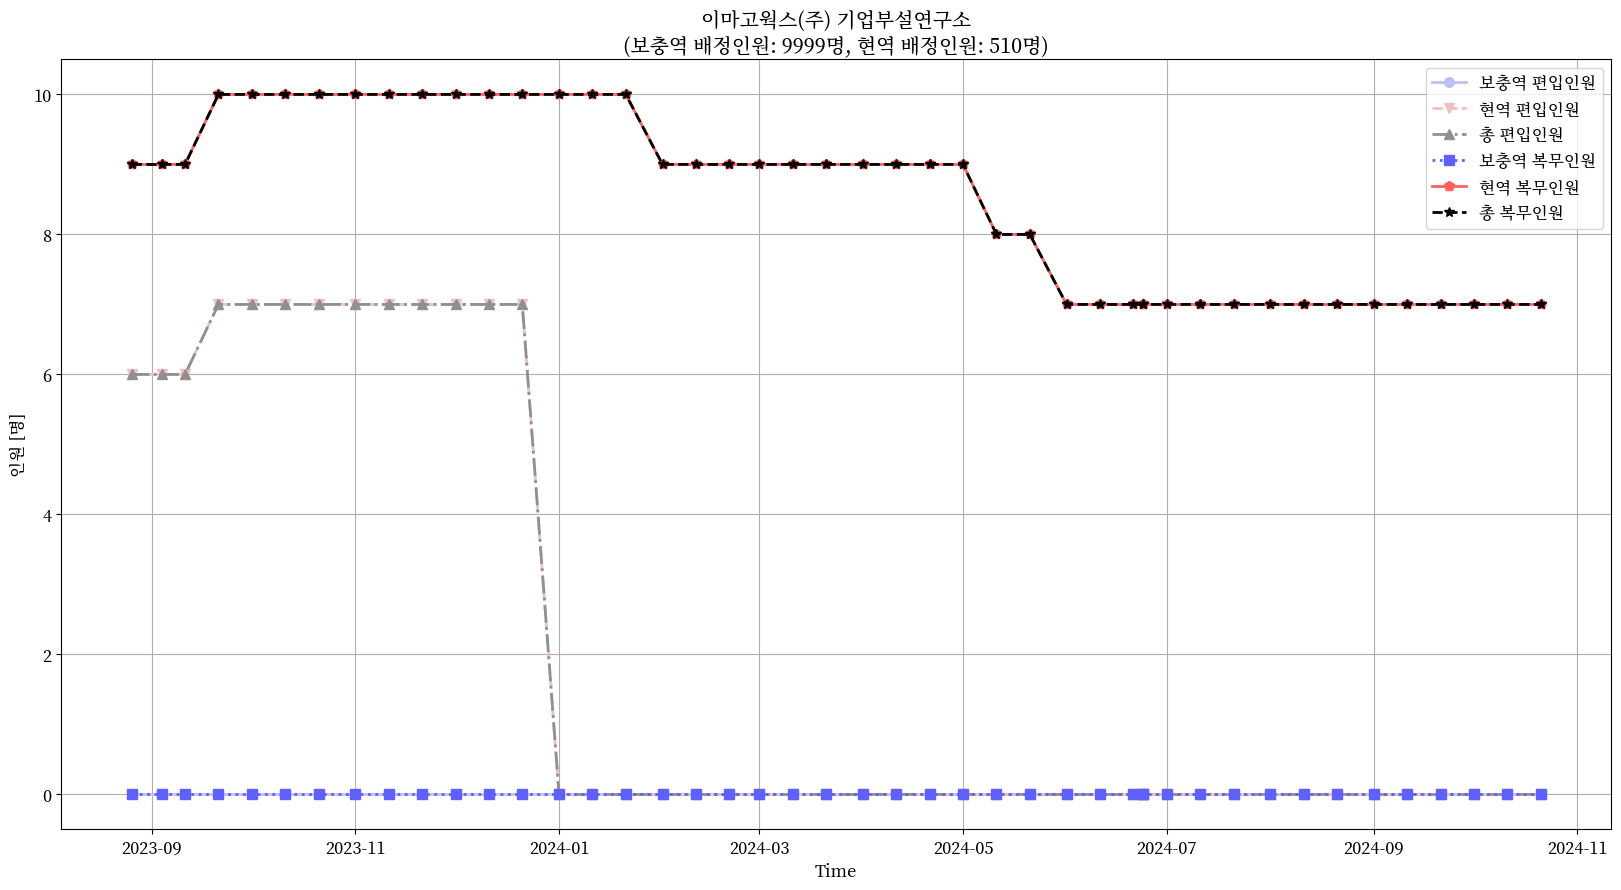 이마고웍스(주) 기업부설연구소
(보충역 배정인원: 9999명, 현역 배정인원: 510명)
보충역 편입인원
현역 편입인원
총 편입인원
보충역 복무인원
현역 복무인원
총 복무인원
인원 [명]
10
8
6
4
2
0
2023-09
2023-11
2024-01
2024-03
2024-05
2024-07
2024-09
2024-11
Time